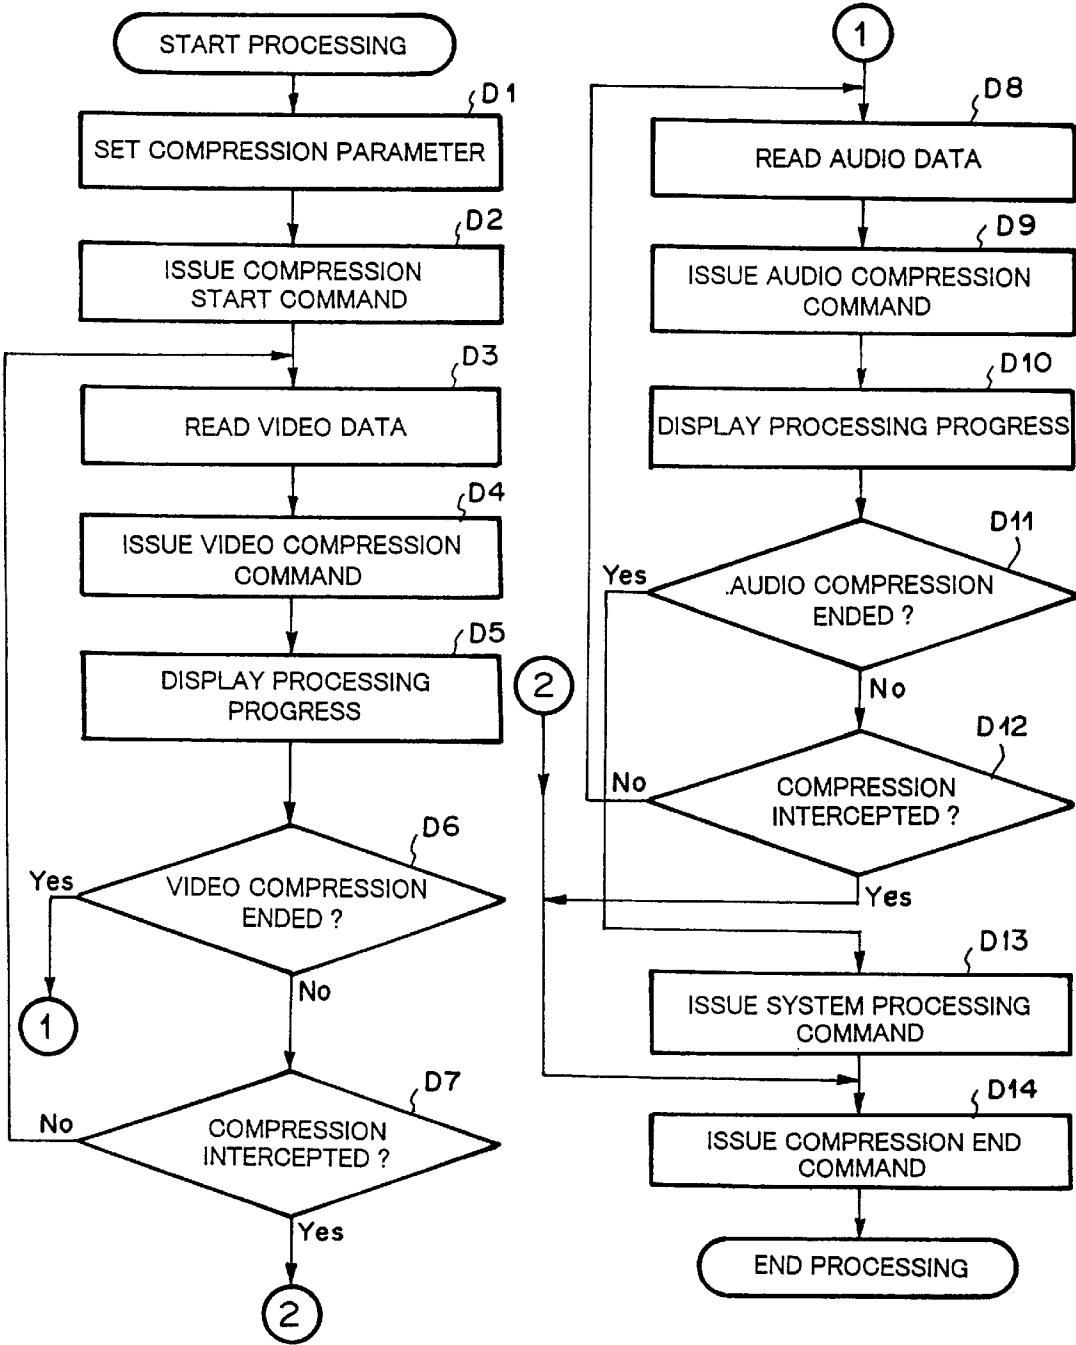 START PROCESSING
D1
SET COMPRESSION PARAMETER
D2
ISSUE COMPRESSION
START COMMAND
D3
READ VIDEO DATA
D4
ISSUE VIDEO COMPRESSION
COMMAND
D5
DISPLAY PROCESSING
PROGRESS
D6
Yes
VIDEO COMPRESSION
ENDED ?
No
1
D7
No
COMPRESSION
INTERCEPTED ?
Yes
2
1
D8
READ AUDIO DATA
D9
ISSUE AUDIO COMPRESSION
COMMAND
D10
DISPLAY PROCESSING PROGRESS
D11
Yes
AUDIO COMPRESSION
ENDED ?
No
2
D12
No
COMPRESSION
INTERCEPTED ?
Yes
D13
ISSUE SYSTEM PROCESSING
COMMAND
D14
ISSUE COMPRESSION END
COMMAND
END PROCESSING